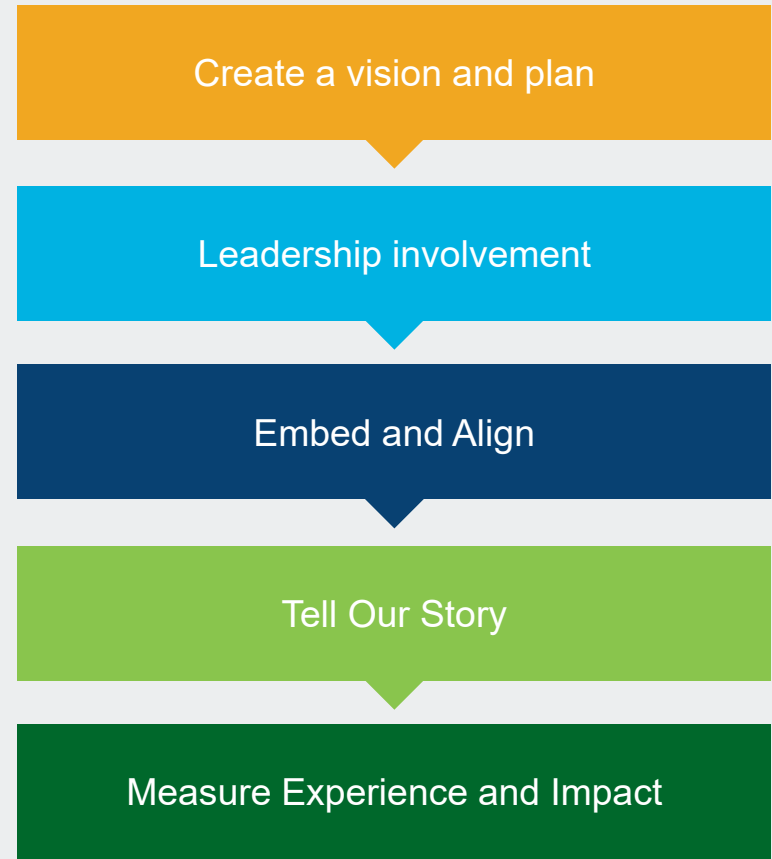 Create a vision and plan
Leadership involvement
Embed and Align
Tell Our Story
Measure Experience and Impact